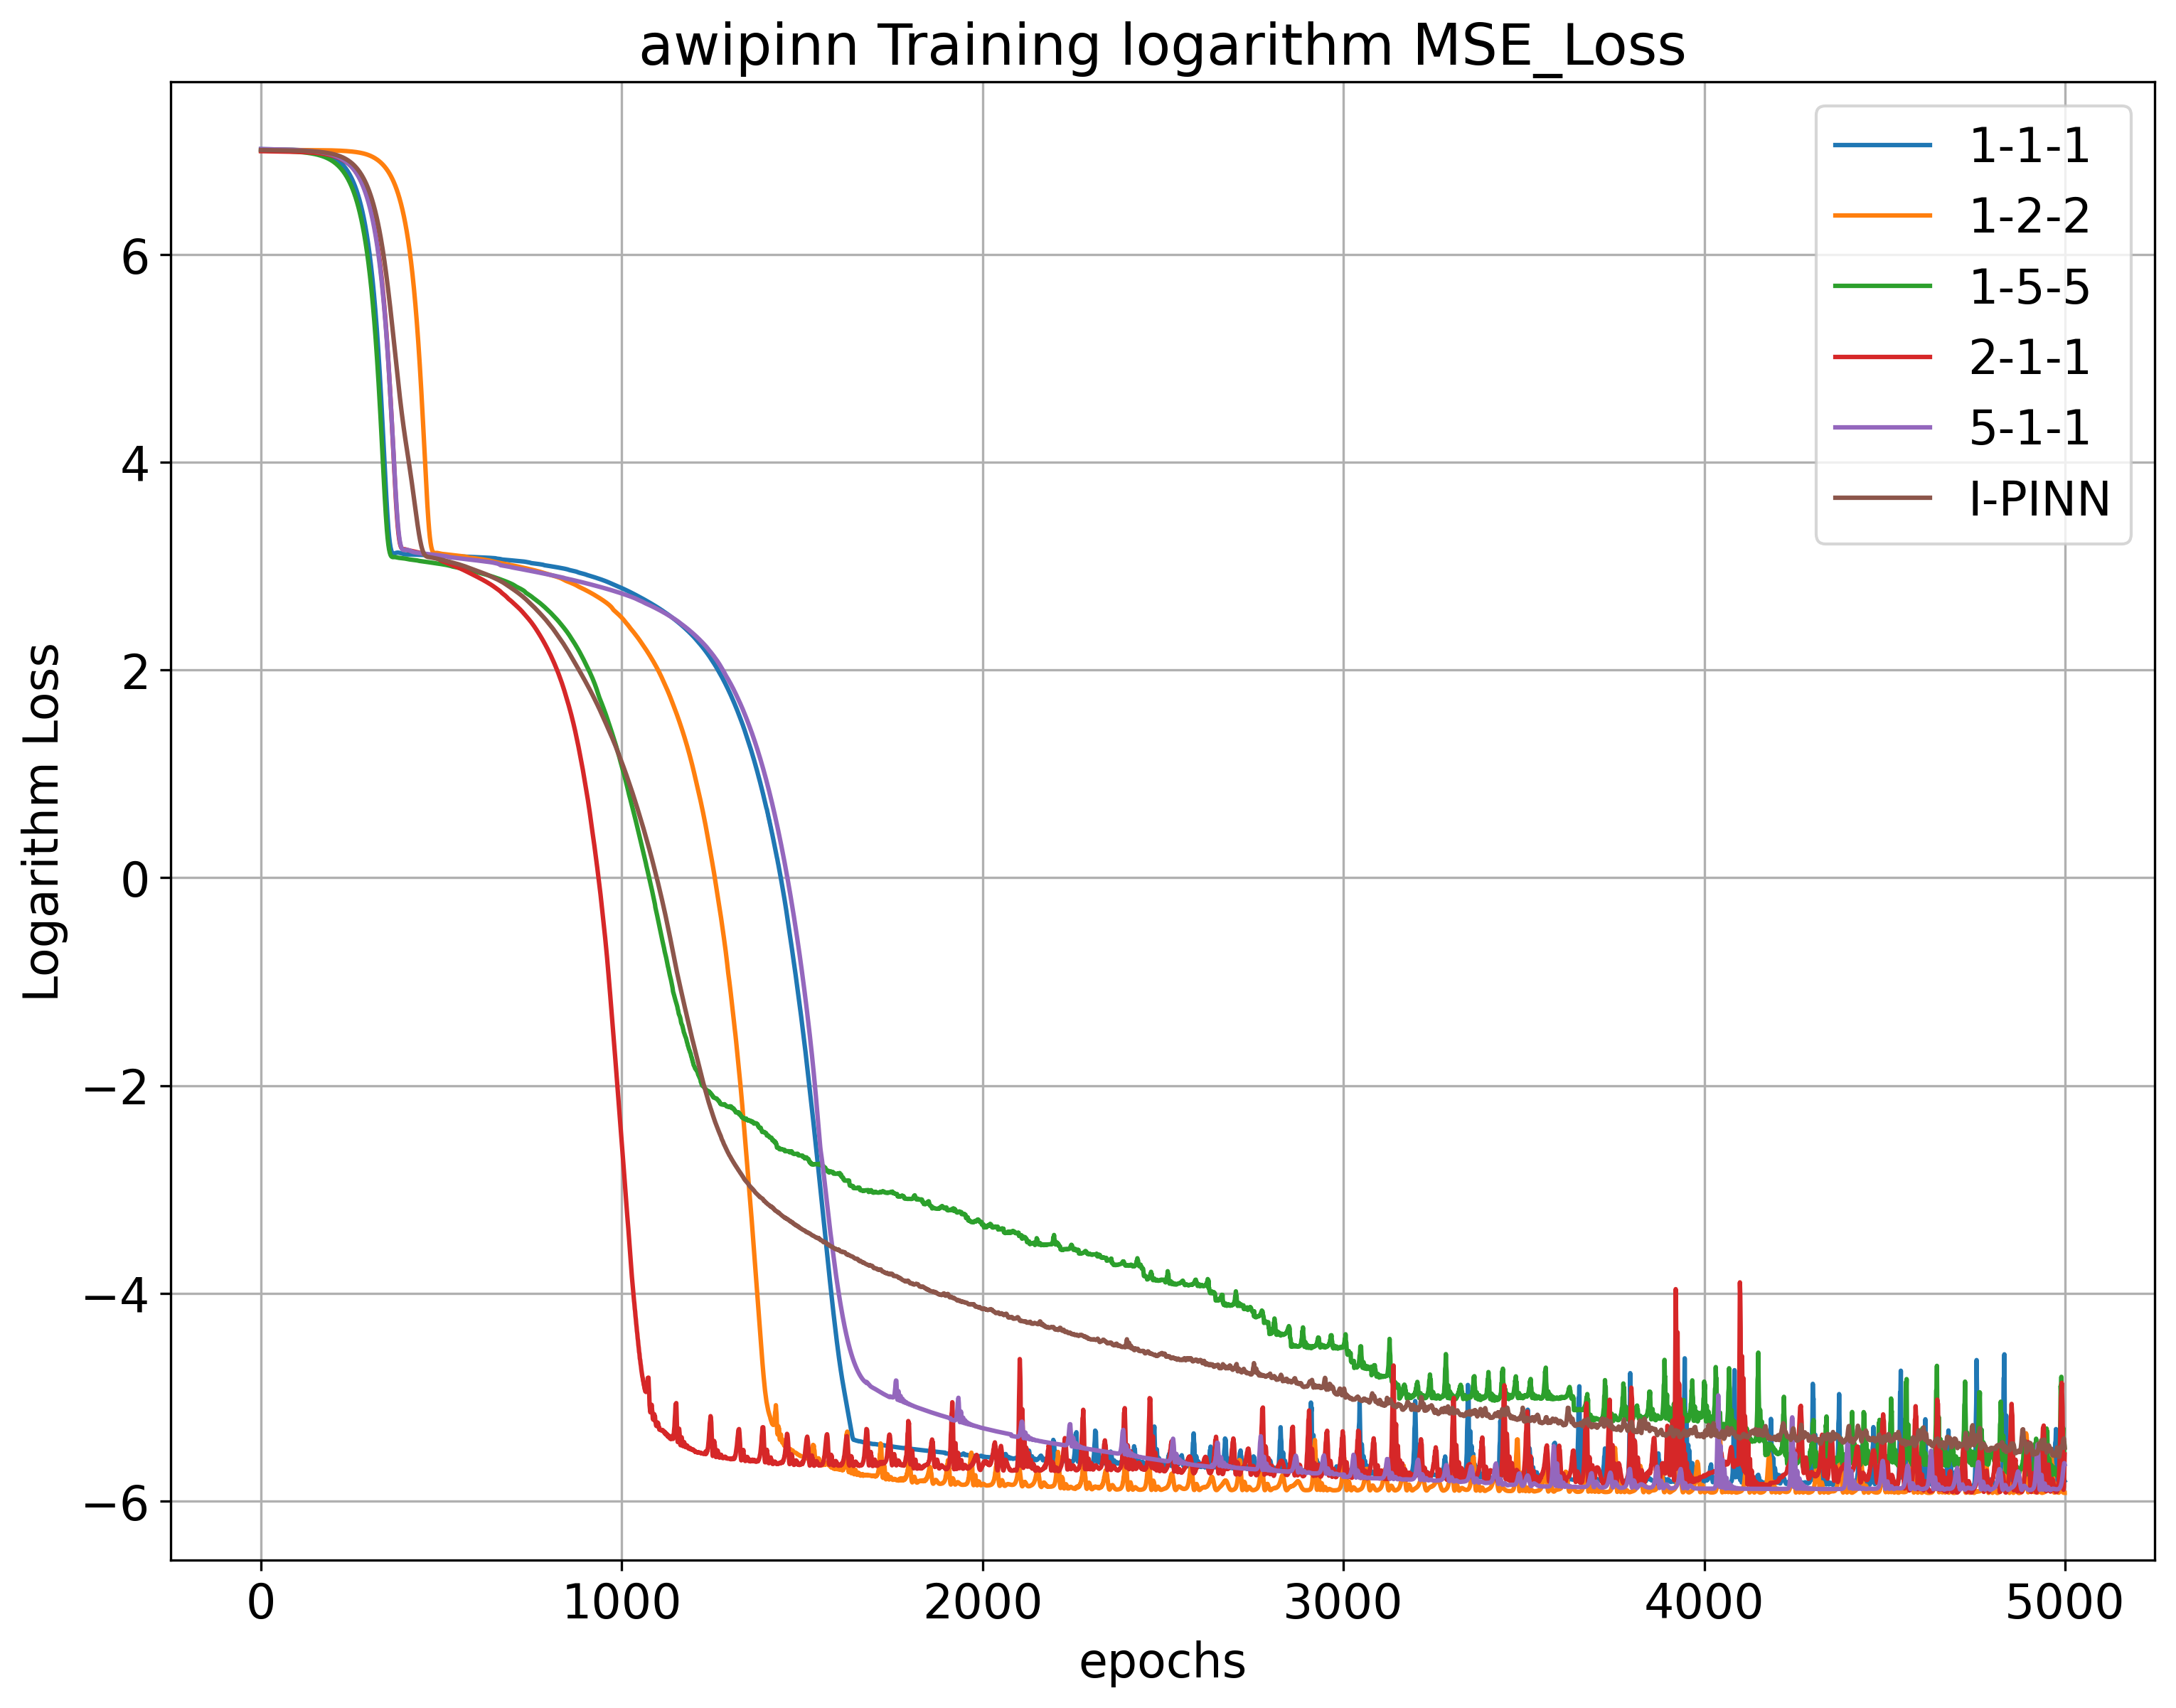 awipinn Training logarithm MSE_Loss
1-1-1
1-2-2
1-5-5
2-1-1
5-1-1
I-PINN
6
4
2
0
−2
−4
−6
Logarithm Loss
0 1000 2000 3000 4000 5000
epochs